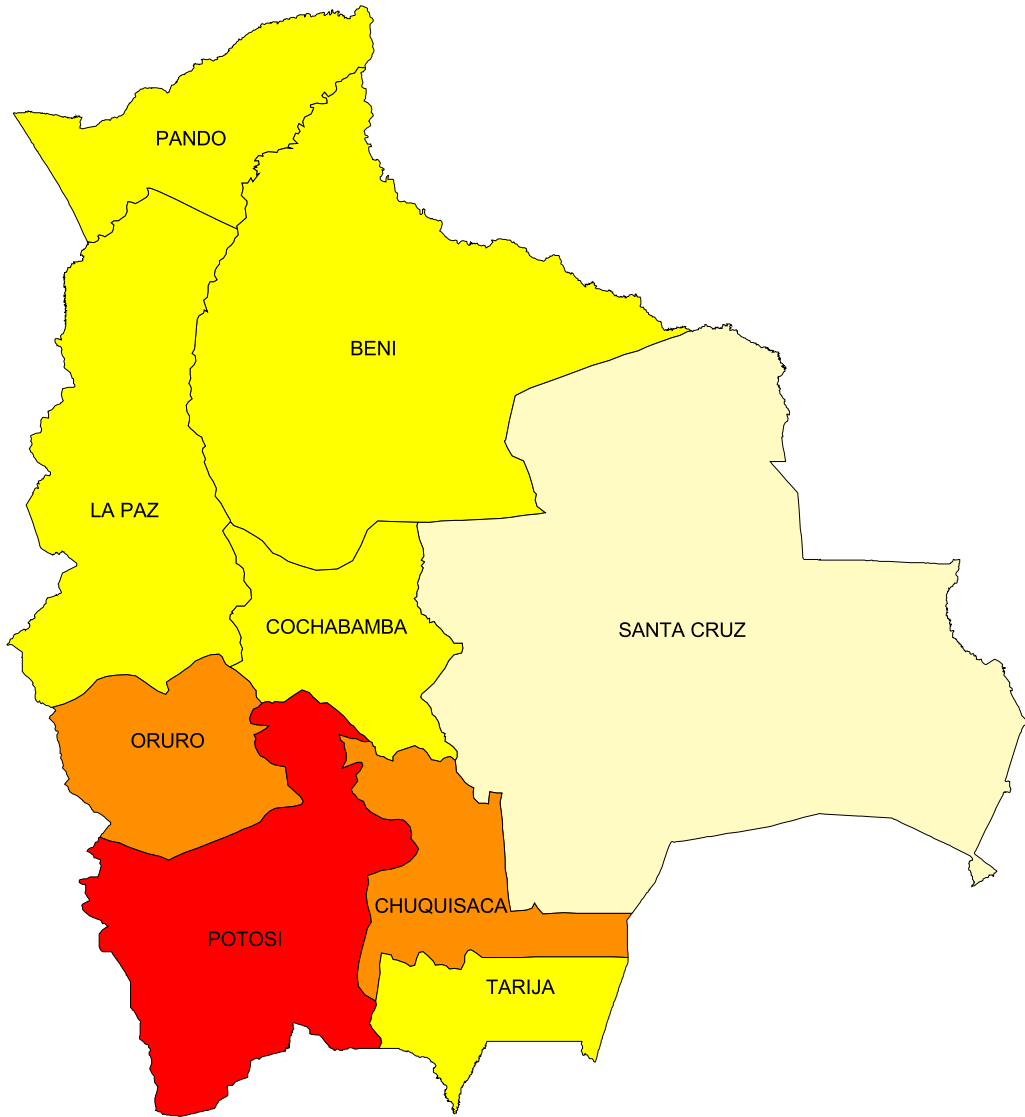 PANDO
BENI
LA PAZ
COCHABAMBA
SANTA CRUZ
ORURO
CHUQUISACA
POTOSI
TARIJA